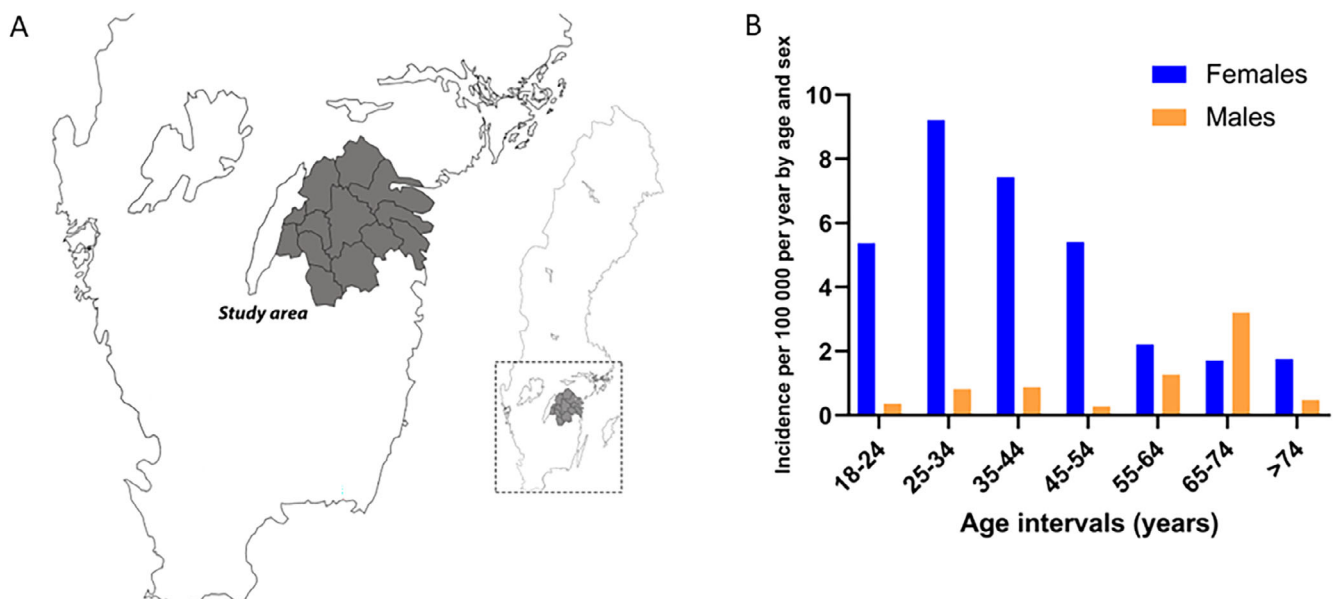 A
Study area
B
Incidence per 100 000 per year by age and sex
Females
Males
10
8
6
4
2
0
18-24
25-34
35-44
45-54
55-64
65-74
>74
Age intervals (years)